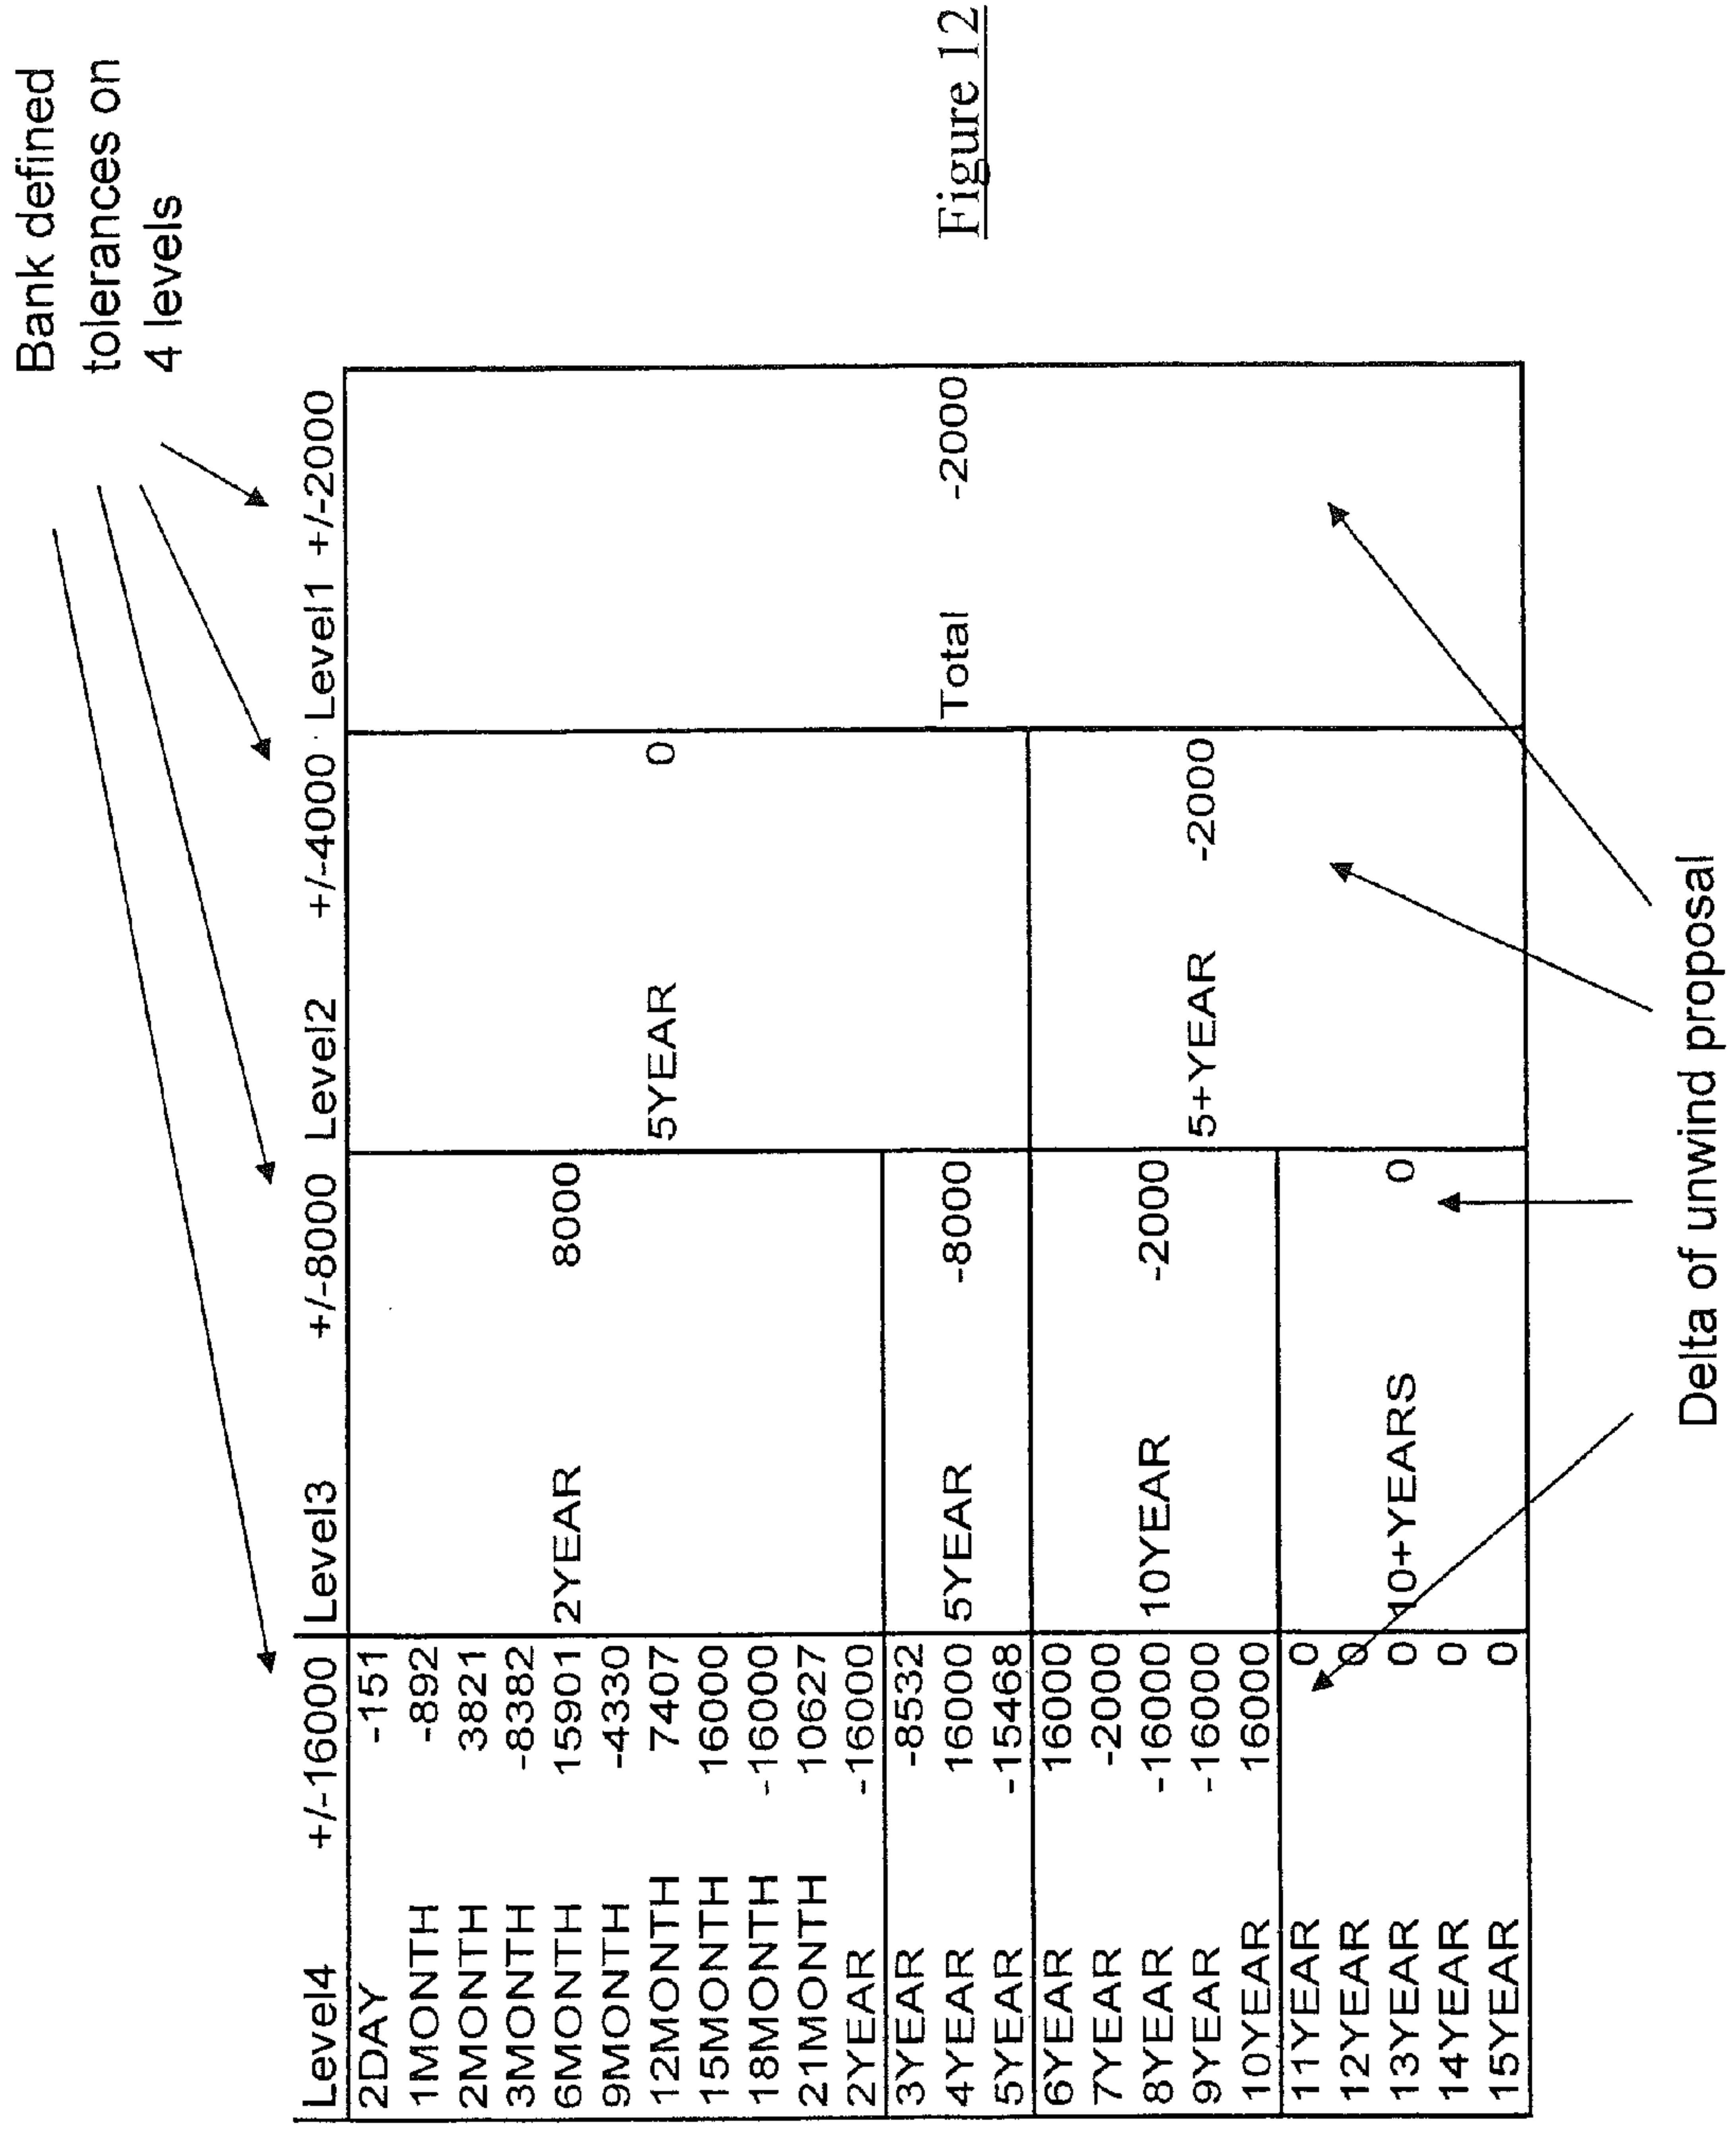 Bank defined
tolerances on
4 levels
Level4 +/-16000 Level3 +/-8000 Level2 +/-4000 Level1 +/-2000
2DAY -151
1MONTH -892
2MONTH 3821
3MONTH -8382
6MONTH 15901 2YEAR 8000
9MONTH -4330
12MONTH 7407 5YEAR 0
15MONTH 16000
18MONTH -16000
21MONTH 10627
2YEAR -16000
3YEAR -8532
4YEAR 16000 5YEAR -8000 Total -2000
5YEAR -15468
6YEAR 16000
7YEAR -2000
8YEAR -16000 10YEAR -2000
9YEAR -16000 5+YEAR -2000
10YEAR 16000
11YEAR 0
12YEAR 0
13YEAR 0 10+YEARS 0
14YEAR 0
15YEAR 0
Delta of unwind proposal
Figure 12